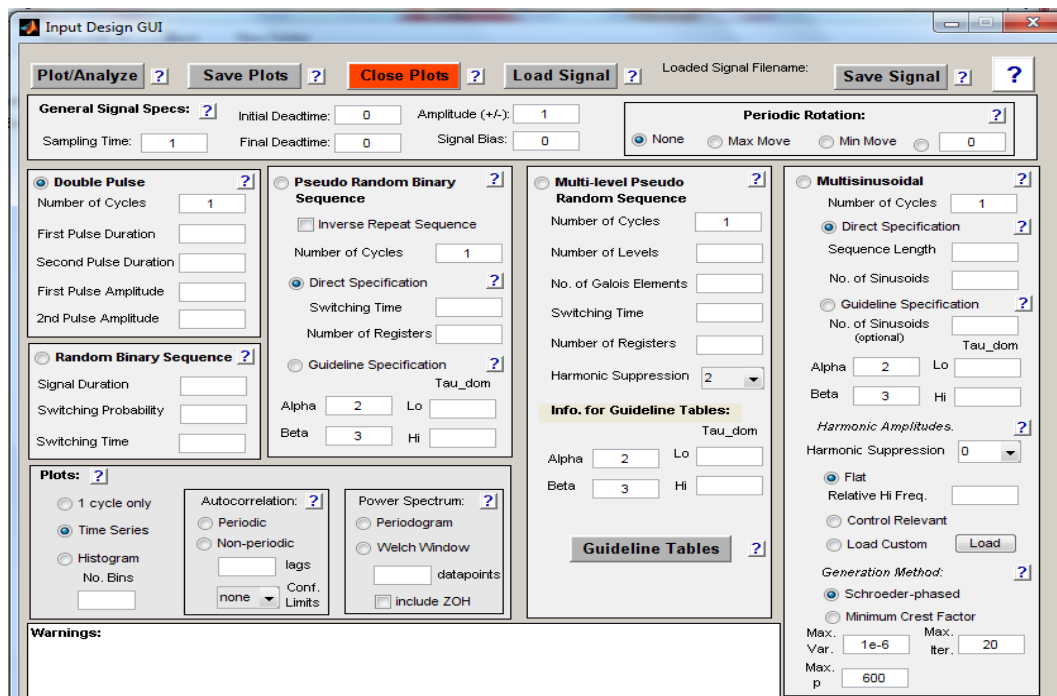 Input Design GUI
Plot/Analyze ? Save Plots ? Close Plots ? Load Signal ? Loaded Signal Filename: Save Signal ? ?
General Signal Specs: ?
Sampling Time: 1
Initial Deadtime: 0
Final Deadtime: 0
Amplitude (+/-): 1
Signal Bias: 0
Periodic Rotation: ?
None Max Move Min Move 0
Double Pulse ?
Number of Cycles 1
First Pulse Duration
Second Pulse Duration
First Pulse Amplitude
2nd Pulse Amplitude
Random Binary Sequence ?
Signal Duration
Switching Probability
Switching Time
Pseudo Random Binary ?
Sequence
Inverse Repeat Sequence
Number of Cycles 1
Direct Specification ?
Switching Time
Number of Registers
Guideline Specification ?
Tau_dom
Alpha 2 Lo
Beta 3 Hi
Multi-level Pseudo ?
Random Sequence
Number of Cycles 1
Number of Levels
No. of Galois Elements
Switching Time
Number of Registers
Harmonic Suppression 2
Info. for Guideline Tables:
Tau_dom
Alpha 2 Lo
Beta 3 Hi
Guideline Tables ?
Multisinusoidal ?
Number of Cycles 1
Direct Specification ?
Sequence Length
No. of Sinusoids
Guideline Specification ?
No. of Sinusoids
(optional)
Tau_dom
Alpha 2 Lo
Beta 3 Hi
Harmonic Amplitudes. ?
Harmonic Suppression 0
Flat
Relative Hi Freq.
Control Relevant
Load Custom Load
Generation Method: ?
Schroeder-phased
Minimum Crest Factor
Max. Var. 1e-6 Max. Iter. 20
Max. p 600
Plots: ?
1 cycle only
Time Series
Histogram
No. Bins
Autocorrelation: ?
Periodic
Non-periodic
lags
none Conf. Limits
Power Spectrum: ?
Periodogram
Welch Window
datapoints
include ZOH
Warnings: